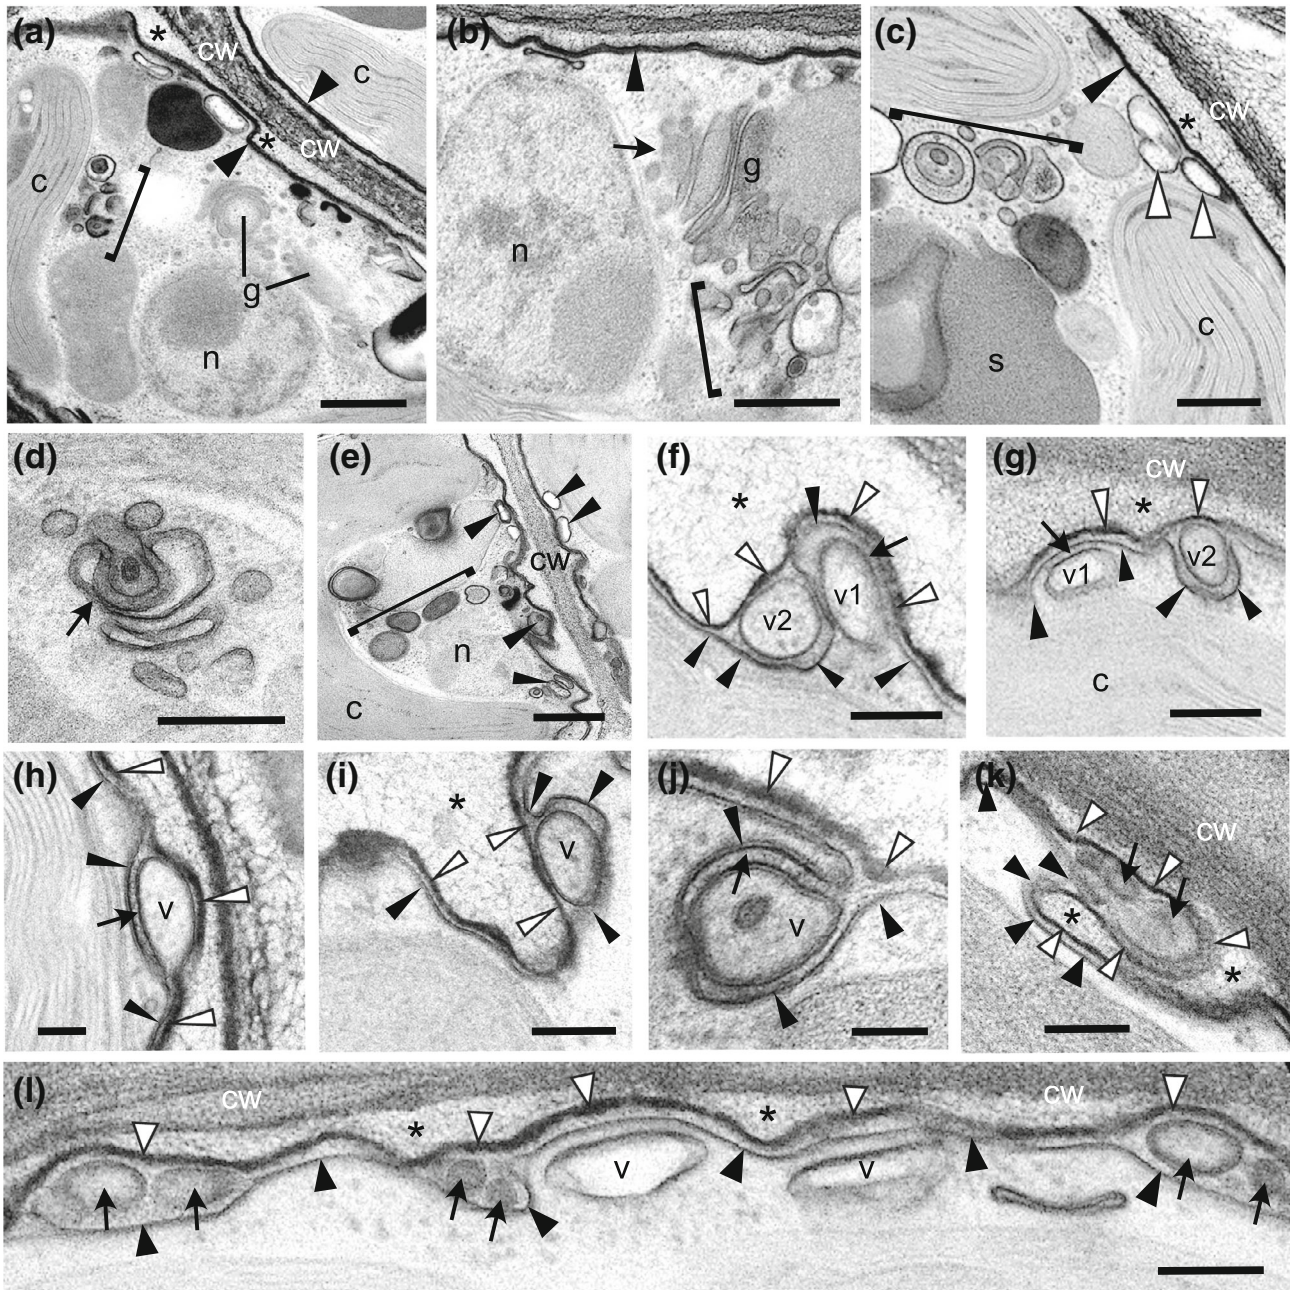 (a) * cw c
cw
*
c
g
n
(b)
g
n
(c)
cw
*
c
s
(d)
(e)
cw
n
c
(f)
*
v1
v2
(g) cw
*
v1 v2
c
(h)
v
(i)
*
v
(j)
v
(k)
cw
*
*
(l)
cw cw
* *
v v